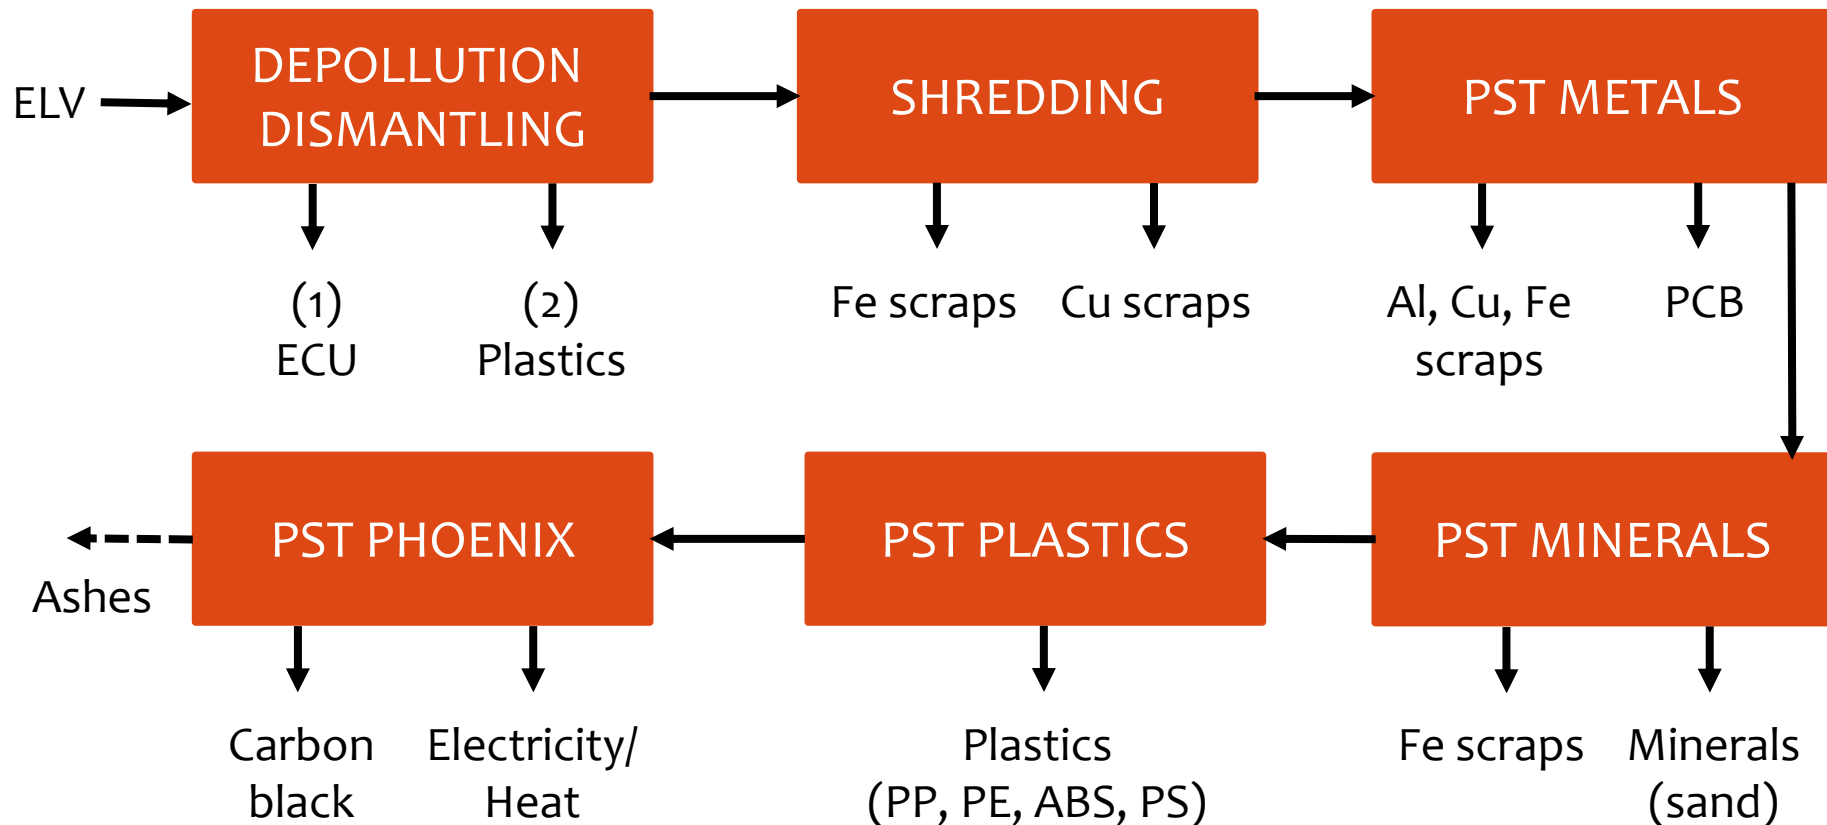 ELV
DEPOLLUTION
DISMANTLING
SHREDDING
PST METALS
(1)
ECU
(2)
Plastics
Fe scraps
Cu scraps
Al, Cu, Fe
scraps
PCB
PST PHOENIX
PST PLASTICS
PST MINERALS
Ashes
Carbon
black
Electricity/
Heat
Plastics
(PP, PE, ABS, PS)
Fe scraps
Minerals
(sand)